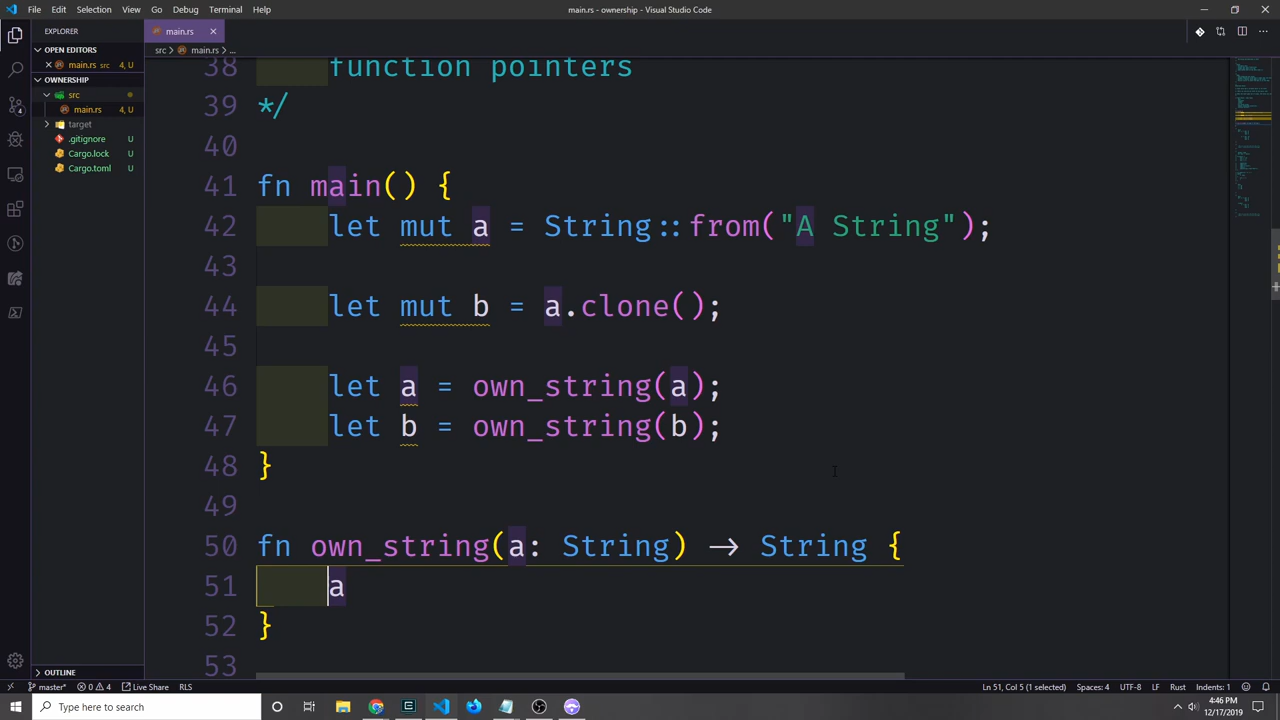 File Edit Selection View Go Debug Terminal Help
main.rs - ownership - Visual Studio Code
EXPLORER
OPEN EDITORS
main.rs src 4, U
OWNERSHIP
src
main.rs 4, U
target
.gitignore U
Cargo.lock U
Cargo.toml U
OUTLINE
main.rs
src > main.rs > ...
38 function pointers
39 */
40
41 fn main() {
42 let mut a = String::from("A String");
43
44 let mut b = a.clone();
45
46 let a = own_string(a);
47 let b = own_string(b);
48 }
49
50 fn own_string(a: String) → String {
51 a
52 }
53
master* 0 4 Live Share RLS
Ln 51, Col 5 (1 selected) Spaces: 4 UTF-8 LF Rust Indents: 1
Type here to search
4:46 PM
12/17/2019